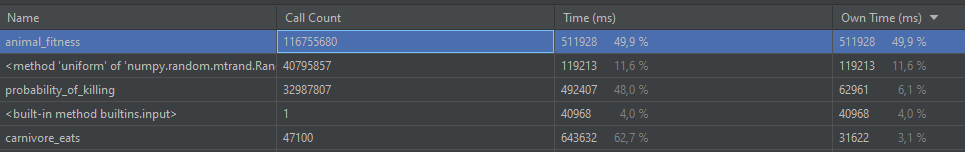 Name Call Count Time (ms) Own Time (ms)
animal_fitness 116755680 511928 49,9 % 511928 49,9 %
<method 'uniform' of 'numpy.random.mtrand.Ran 40795857 119213 11,6 % 119213 11,6 %
probability_of_killing 32987807 492407 48,0 % 62961 6,1 %
<built-in method builtins.input> 1 40968 4,0 % 40968 4,0 %
carnivore_eats 47100 643632 62,7 % 31622 3,1 %